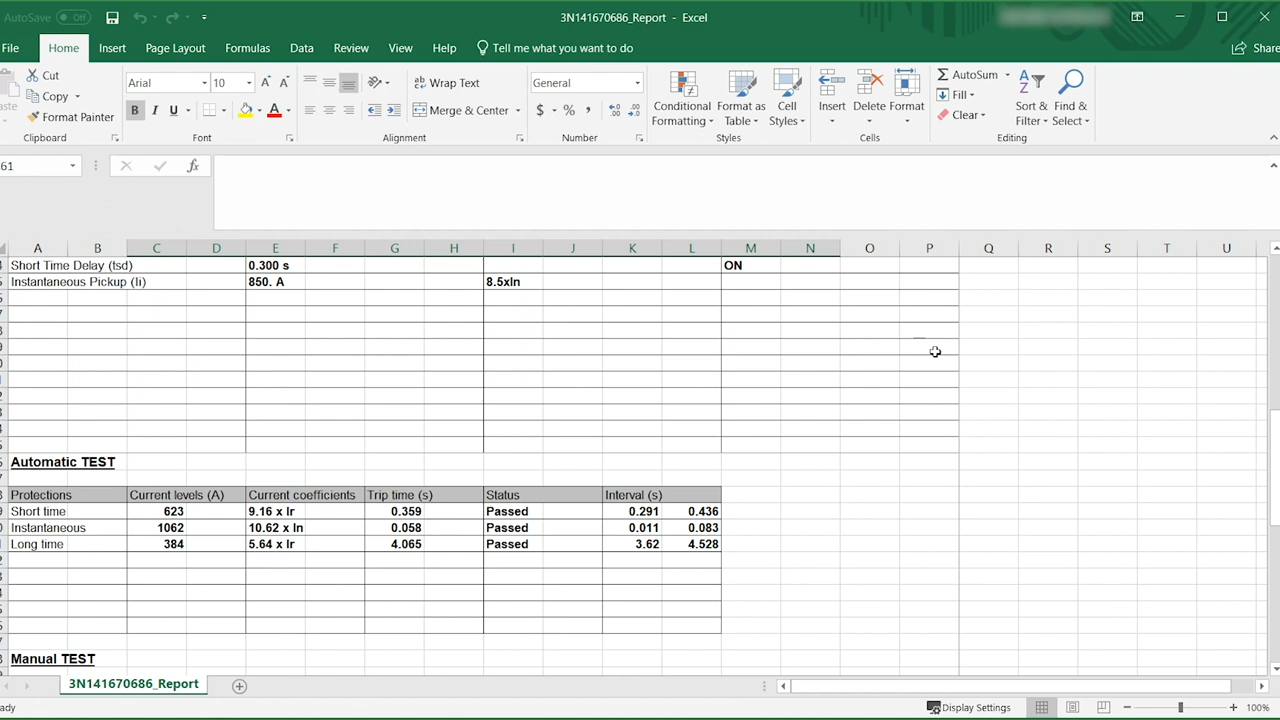 AutoSave Off 3N141670686_Report - Excel
File Home Insert Page Layout Formulas Data Review View Help Tell me what you want to do Share
Cut
Copy
Format Painter
Clipboard
Arial 10
B I U A
Font
Wrap Text
Merge & Center
Alignment
General
$ % ,
Number
Conditional Formatting
Format as Table
Cell Styles
Styles
Insert Delete Format
Cells
AutoSum
Fill
Clear
Sort & Filter
Find & Select
Editing
61 fx
A B C D E F G H I J K L M N O P Q R S T U
Short Time Delay (tsd) 0.300 s ON
Instantaneous Pickup (Ii) 850. A 8.5xIn
Automatic TEST
Protections Current levels (A) Current coefficients Trip time (s) Status Interval (s)
Short time 623 9.16 x Ir 0.359 Passed 0.291 0.436
Instantaneous 1062 10.62 x In 0.058 Passed 0.011 0.083
Long time 384 5.64 x Ir 4.065 Passed 3.62 4.528
Manual TEST
3N141670686_Report
Display Settings 100%